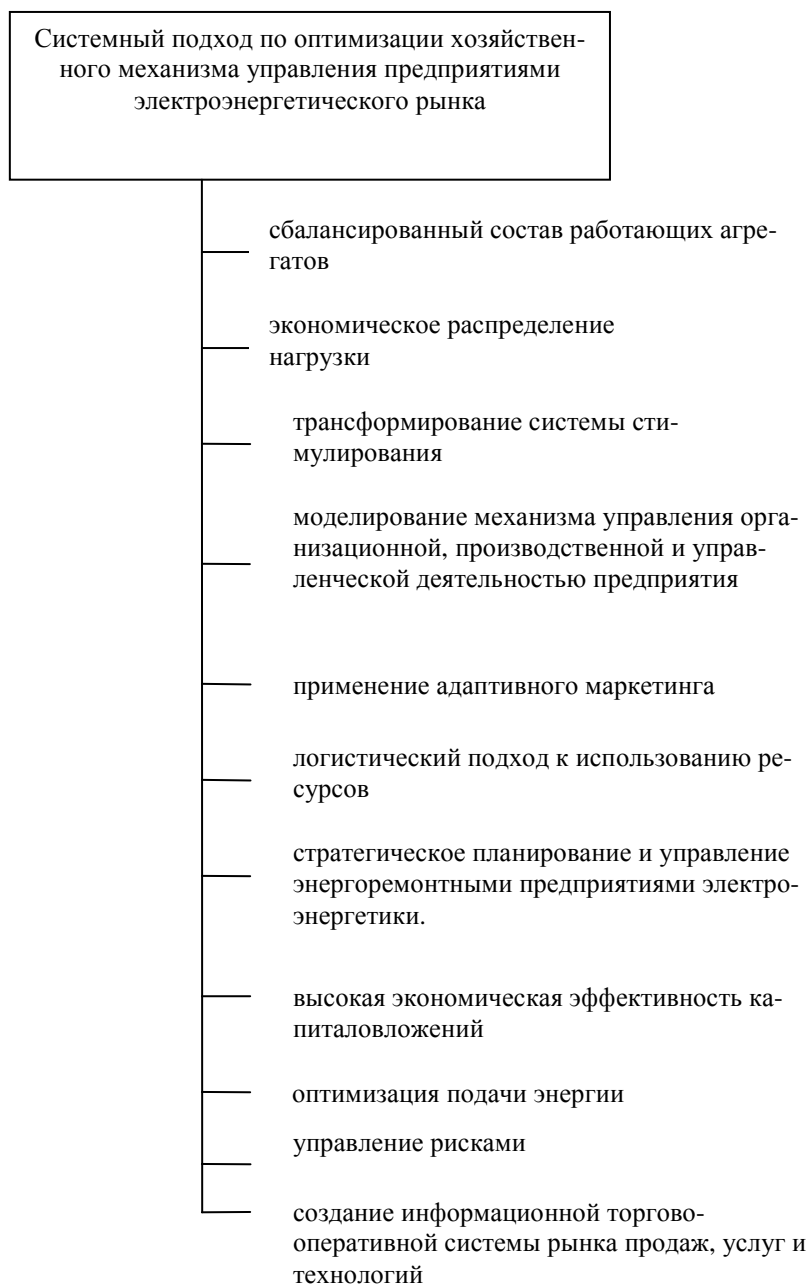 Системный подход по оптимизации хозяйствен-
ного механизма управления предприятиями
электроэнергетического рынка
сбалансированный состав работающих агре-
гатов
экономическое распределение
нагрузки
трансформирование системы сти-
мулирования
моделирование механизма управления орга-
низационной, производственной и управ-
ленческой деятельностью предприятия
применение адаптивного маркетинга
логистический подход к использованию ре-
сурсов
стратегическое планирование и управление
энергоремонтными предприятиями электро-
энергетики.
высокая экономическая эффективность ка-
питаловложений
оптимизация подачи энергии
управление рисками
создание информационной торгово-
оперативной системы рынка продаж, услуг и
технологий